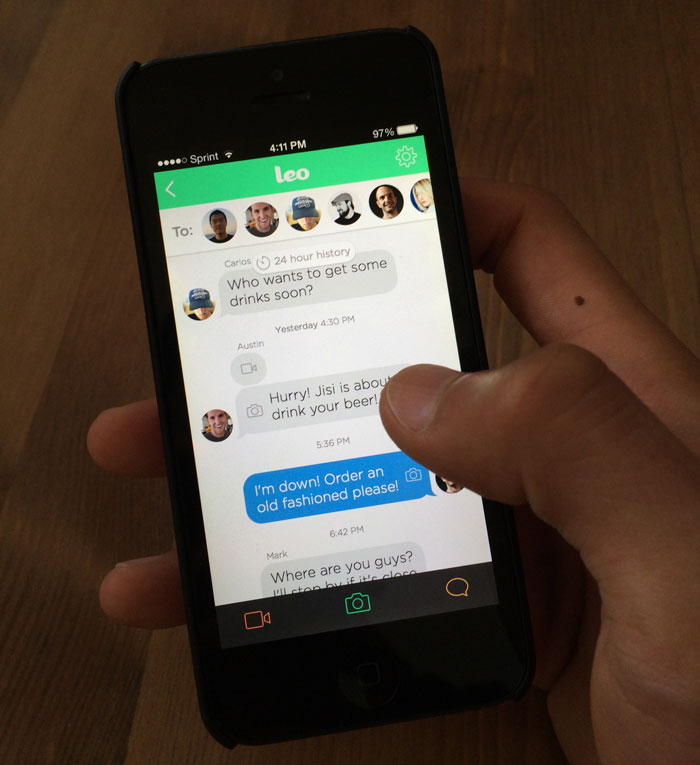 Sprint 4:11 PM 97%
leo
To:
Carlos
24 hour history
Who wants to get some
drinks soon?
Yesterday 4:30 PM
Austin
Hurry! Jisi is about
drink your beer!
5:36 PM
I'm down! Order an
old fashioned please!
6:42 PM
Mark
Where are you guys?
I'll stop by if it's close